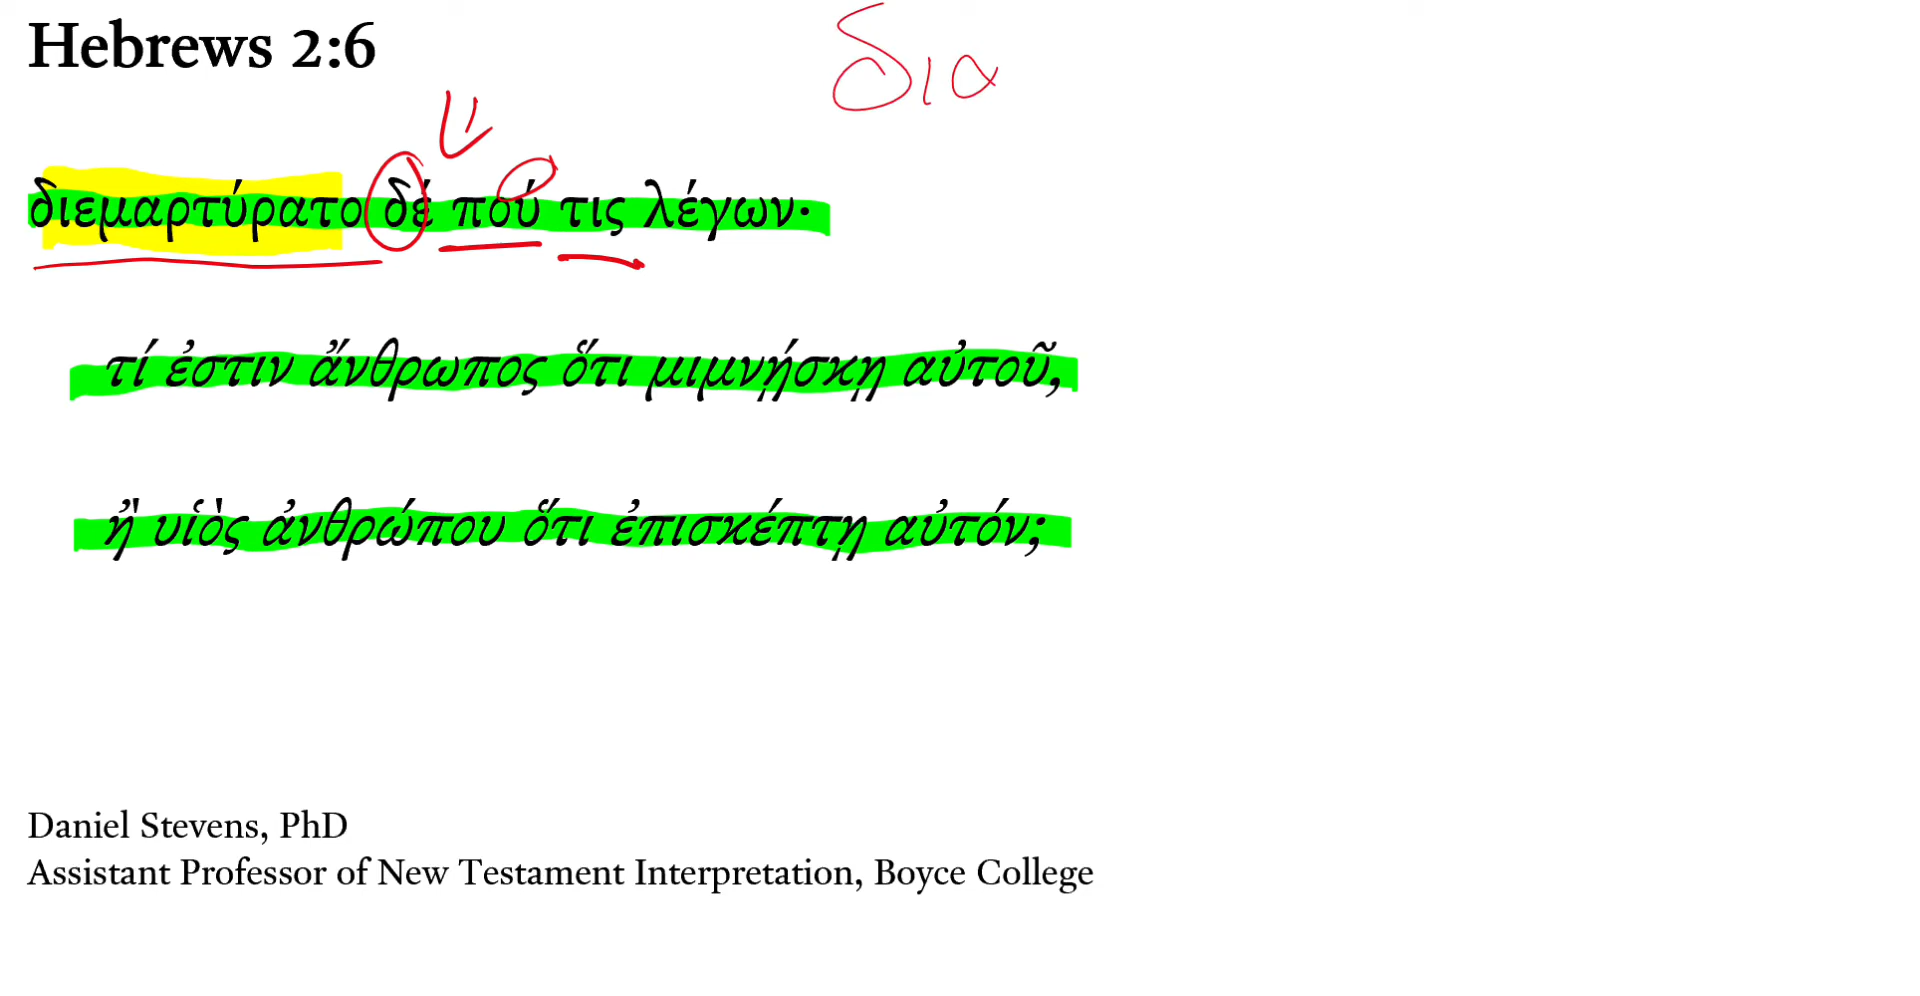 Hebrews 2:6
δια
διεμαρτύρατο δέ πού τις λέγων·
τί ἐστιν ἄνθρωπος ὅτι μιμνῄσκῃ αὐτοῦ,
ἢ υἱὸς ἀνθρώπου ὅτι ἐπισκέπτῃ αὐτόν;
Daniel Stevens, PhD
Assistant Professor of New Testament Interpretation, Boyce College